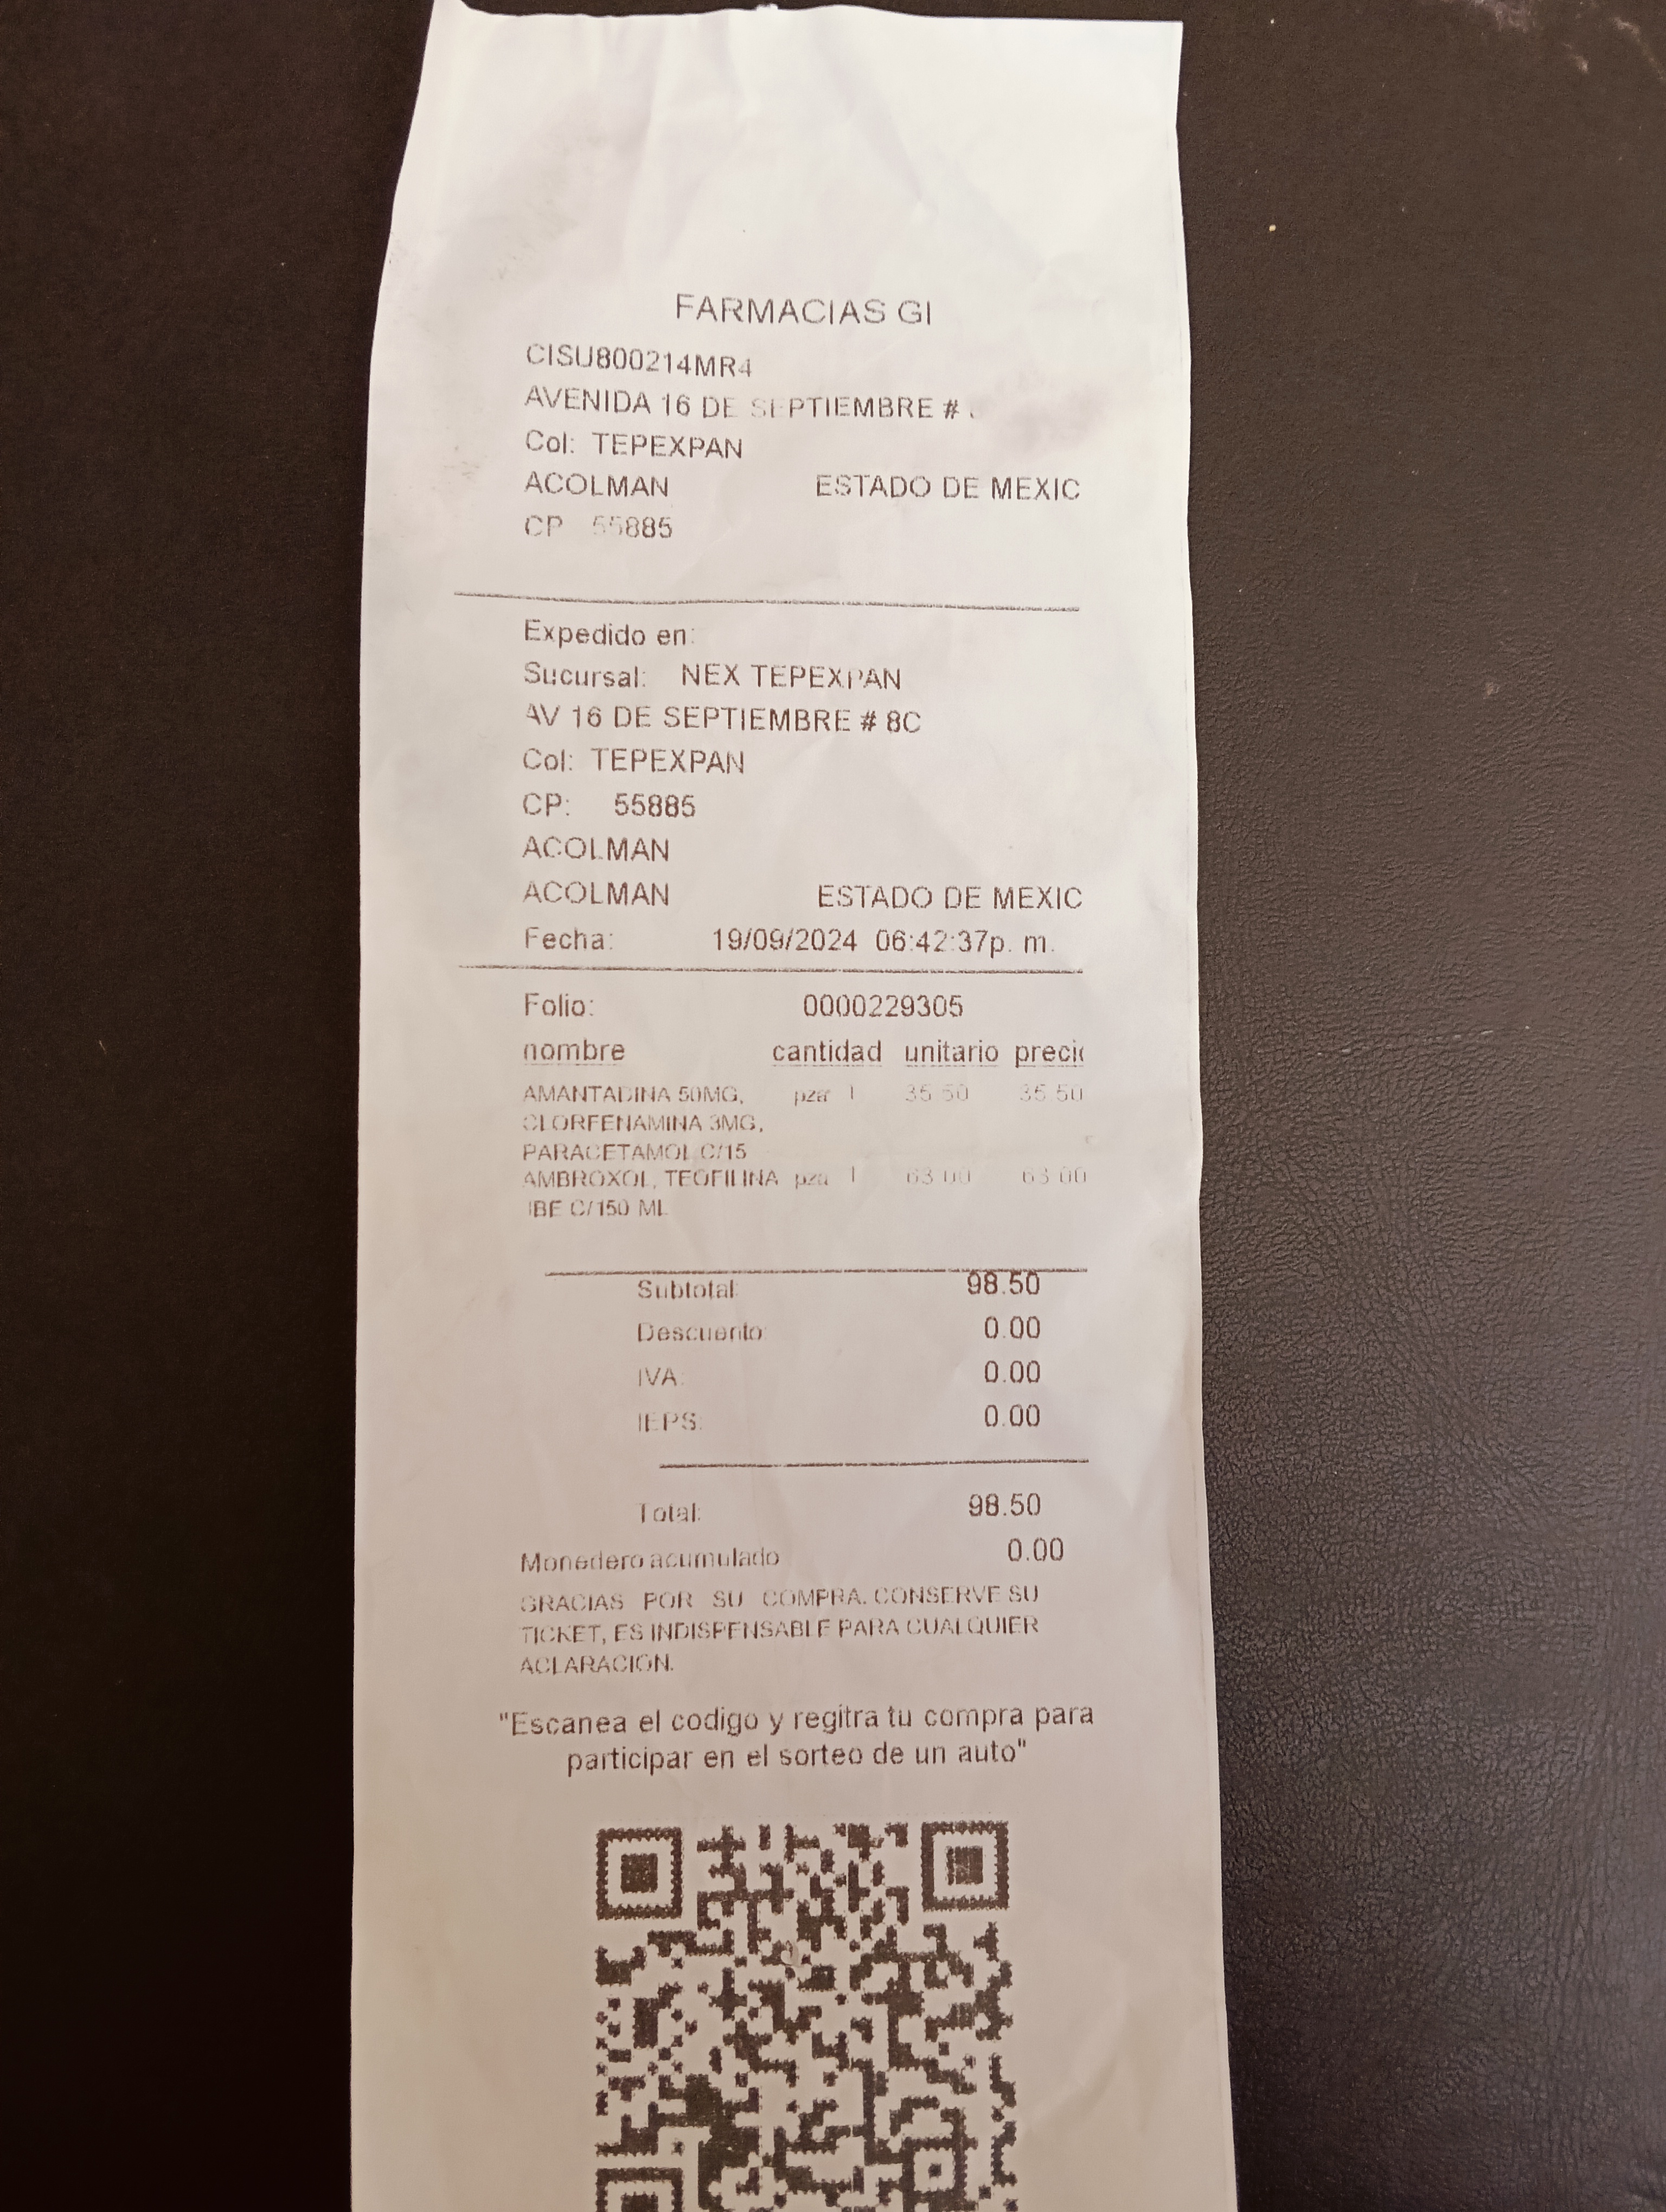 FARMACIAS GI
CISU800214MR4
AVENIDA 16 DE SEPTIEMBRE #
Col: TEPEXPAN
ACOLMAN ESTADO DE MEXIC
CP 55885
Expedido en:
Sucursal: NEX TEPEXPAN
AV 16 DE SEPTIEMBRE # 8C
Col: TEPEXPAN
CP: 55885
ACOLMAN
ACOLMAN ESTADO DE MEXIC
Fecha: 19/09/2024 06:42:37p. m.
Folio: 0000229305
nombre cantidad unitario precic
AMANTADINA 50MG, pza 1 35.50 35.50
CLORFENAMINA 3MG,
PARACETAMOL C/15
AMBROXOL, TEOFILINA pza 1 63.00 63.00
JBE C/150 ML
Subtotal: 98.50
Descuento: 0.00
IVA: 0.00
IEPS: 0.00
Total: 98.50
Monedero acumulado 0.00
GRACIAS POR SU COMPRA. CONSERVE SU
TICKET, ES INDISPENSABLE PARA CUALQUIER
ACLARACION.
"Escanea el codigo y regitra tu compra para
participar en el sorteo de un auto"